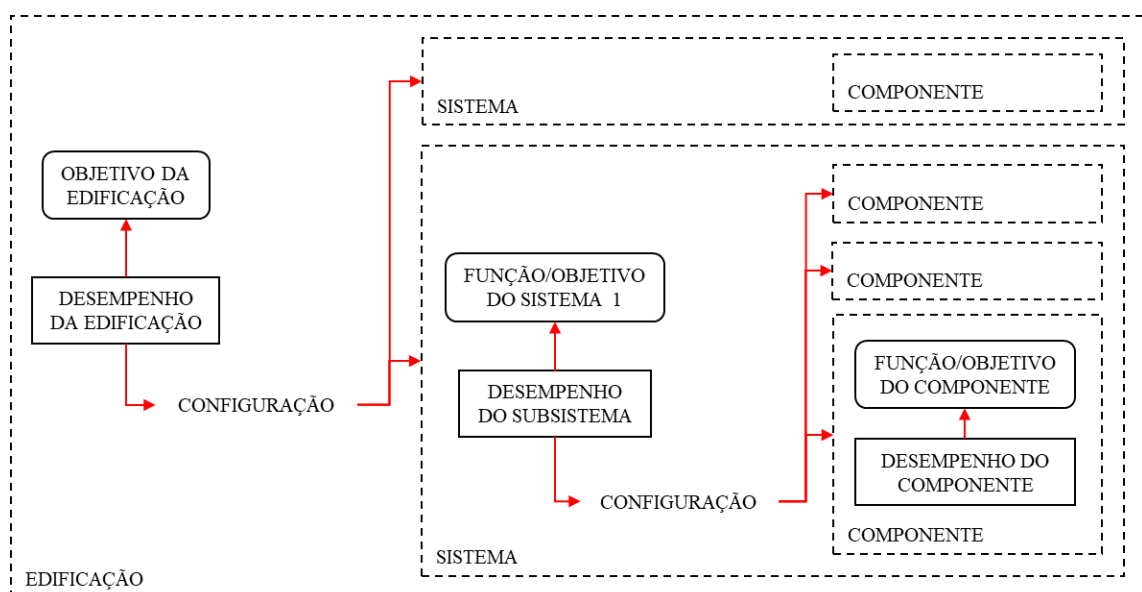 SISTEMA
COMPONENTE
OBJETIVO DA
EDIFICAÇÃO
DESEMPENHO
DA EDIFICAÇÃO
CONFIGURAÇÃO
FUNÇÃO/OBJETIVO
DO SISTEMA 1
DESEMPENHO
DO SUBSISTEMA
CONFIGURAÇÃO
COMPONENTE
COMPONENTE
FUNÇÃO/OBJETIVO
DO COMPONENTE
DESEMPENHO DO
COMPONENTE
COMPONENTE
SISTEMA
EDIFICAÇÃO